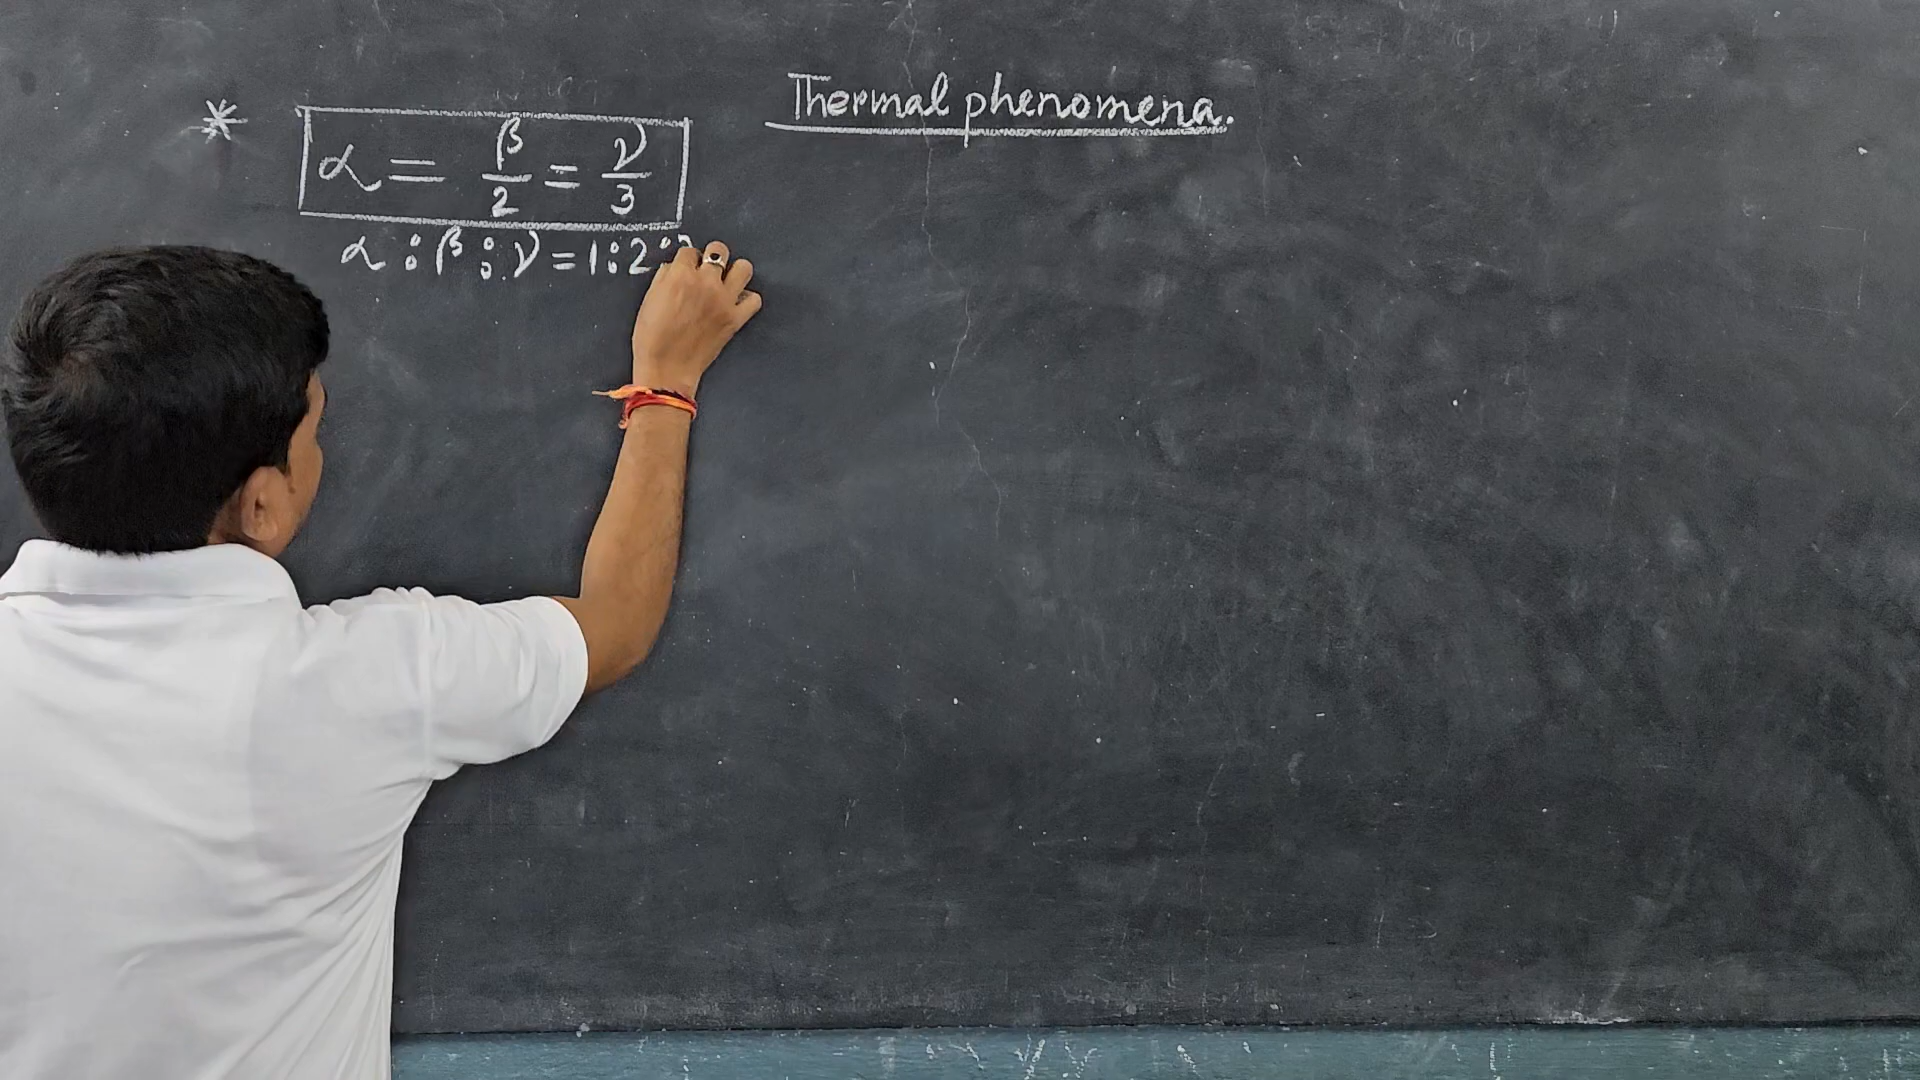 Thermal phenomena.
* α = β/2 = γ/3
α : β : γ = 1 : 2 :